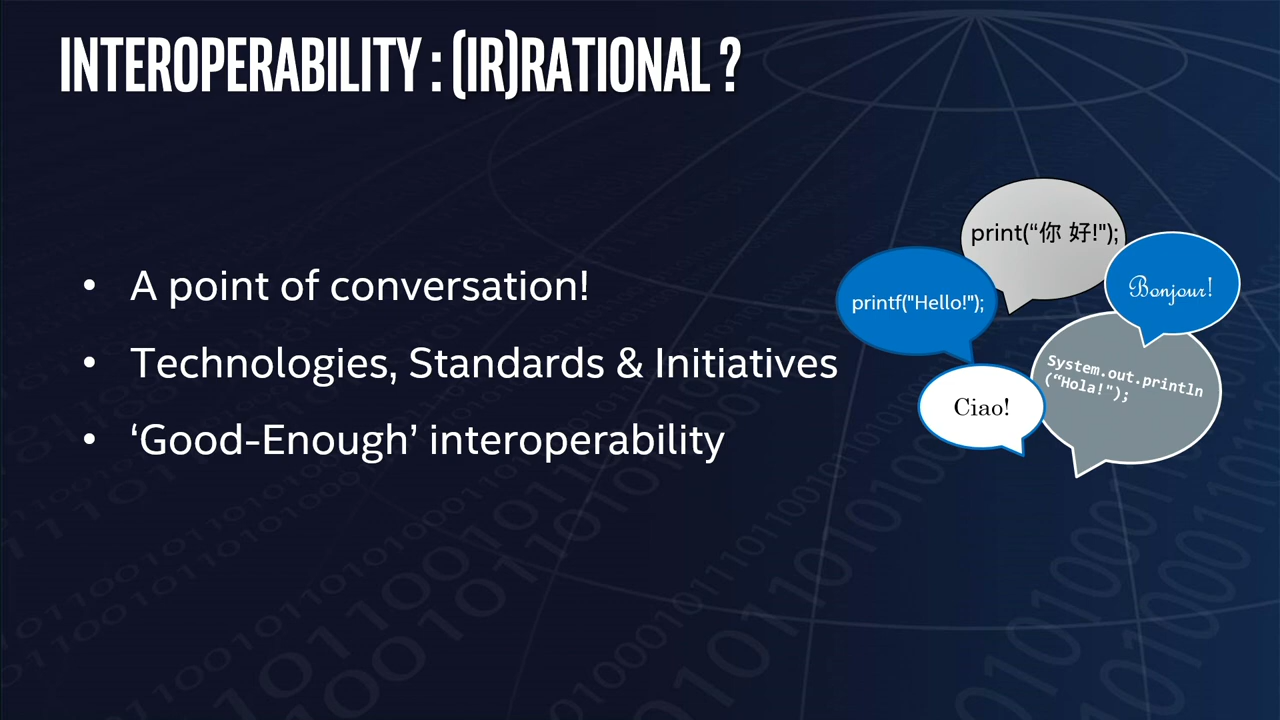 INTEROPERABILITY : (IR)RATIONAL ?
• A point of conversation!
• Technologies, Standards & Initiatives
• ‘Good-Enough’ interoperability
print(“你 好!");
printf("Hello!");
Bonjour!
System.out.println
(“Hola!");
Ciao!